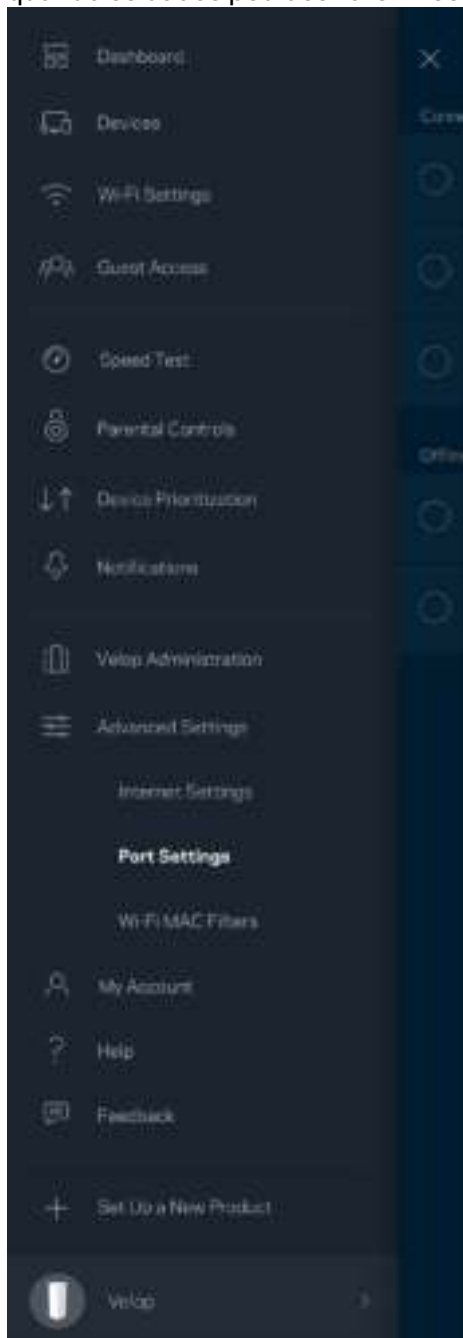 Dashboard
Devices
Wi-Fi Settings
Guest Access
Speed Test
Parental Controls
Device Prioritization
Notifications
Velop Administration
Advanced Settings
Internet Settings
Port Settings
Wi-Fi MAC Filters
My Account
Help
Feedback
Set Up a New Product
Velop